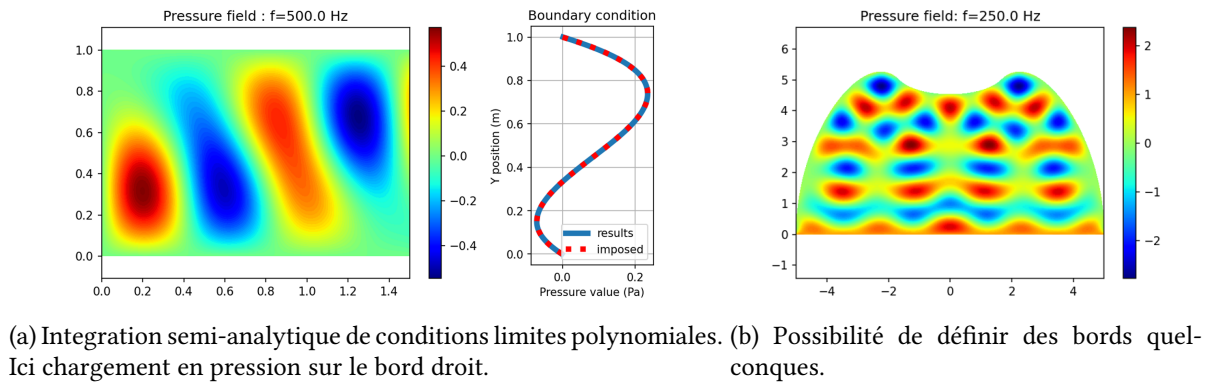 Pressure field : f=500.0 Hz
1.0
0.8
0.6
0.4
0.2
0.0
0.0 0.2 0.4 0.6 0.8 1.0 1.2 1.4
0.4
0.2
0.0
−0.2
−0.4
Boundary condition
Y position (m)
1.0
0.8
0.6
0.4
0.2
0.0
results
imposed
0.0 0.2
Pressure value (Pa)
Pressure field: f=250.0 Hz
6
5
4
3
2
1
0
−1
−4 −2 0 2 4
2
1
0
−1
−2
(a) Integration semi-analytique de conditions limites polynomiales.
Ici chargement en pression sur le bord droit.
(b) Possibilité de définir des bords quel-
conques.